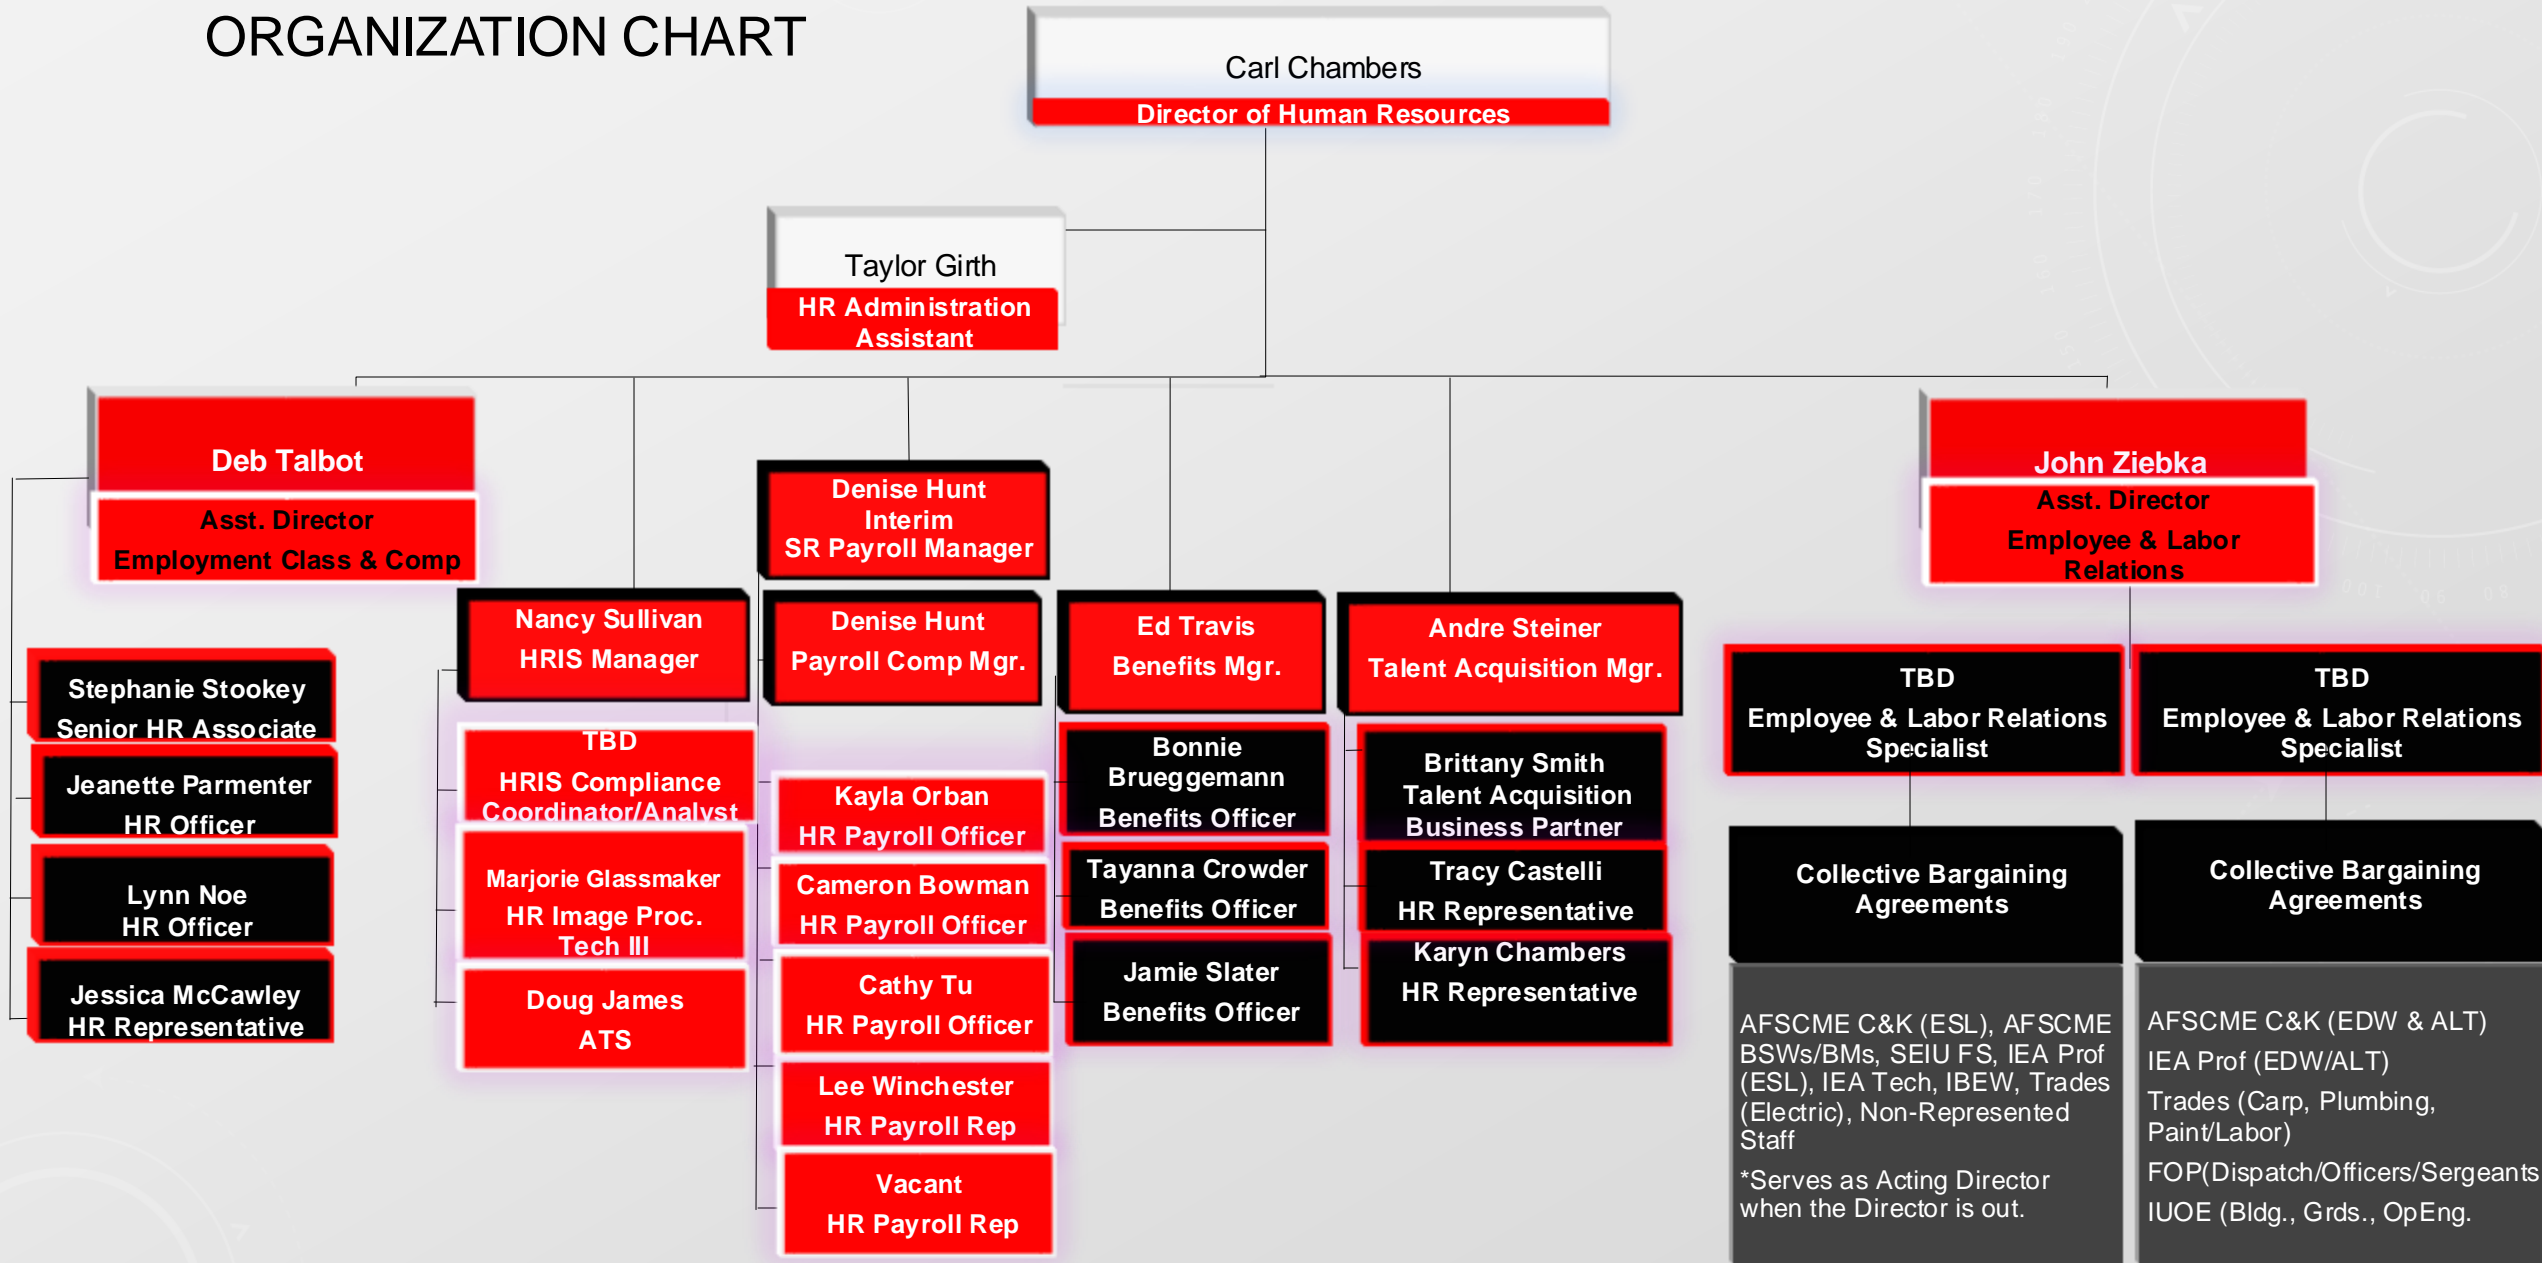 ORGANIZATION CHART
Carl Chambers
Director of Human Resources
Taylor Girth
HR Administration
Assistant
Deb Talbot
Asst. Director
Employment Class & Comp
Stephanie Stookey
Senior HR Associate
Jeanette Parmenter
HR Officer
Lynn Noe
HR Officer
Jessica McCawley
HR Representative
Nancy Sullivan
HRIS Manager
TBD
HRIS Compliance
Coordinator/Analyst
Marjorie Glassmaker
HR Image Proc.
Tech III
Doug James
ATS
Denise Hunt
Interim
SR Payroll Manager
Denise Hunt
Payroll Comp Mgr.
Kayla Orban
HR Payroll Officer
Cameron Bowman
HR Payroll Officer
Cathy Tu
HR Payroll Officer
Lee Winchester
HR Payroll Rep
Vacant
HR Payroll Rep
Ed Travis
Benefits Mgr.
Bonnie
Brueggemann
Benefits Officer
Tayanna Crowder
Benefits Officer
Jamie Slater
Benefits Officer
Andre Steiner
Talent Acquisition Mgr.
Brittany Smith
Talent Acquisition
Business Partner
Tracy Castelli
HR Representative
Karyn Chambers
HR Representative
John Ziebka
Asst. Director
Employee & Labor
Relations
TBD
Employee & Labor Relations
Specialist
Collective Bargaining
Agreements
AFSCME C&K (ESL), AFSCME
BSWs/BMs, SEIU FS, IEA Prof
(ESL), IEA Tech, IBEW, Trades
(Electric), Non-Represented
Staff
*Serves as Acting Director
when the Director is out.
TBD
Employee & Labor Relations
Specialist
Collective Bargaining
Agreements
AFSCME C&K (EDW & ALT)
IEA Prof (EDW/ALT)
Trades (Carp, Plumbing,
Paint/Labor)
FOP(Dispatch/Officers/Sergeants
IUOE (Bldg., Grds., OpEng.